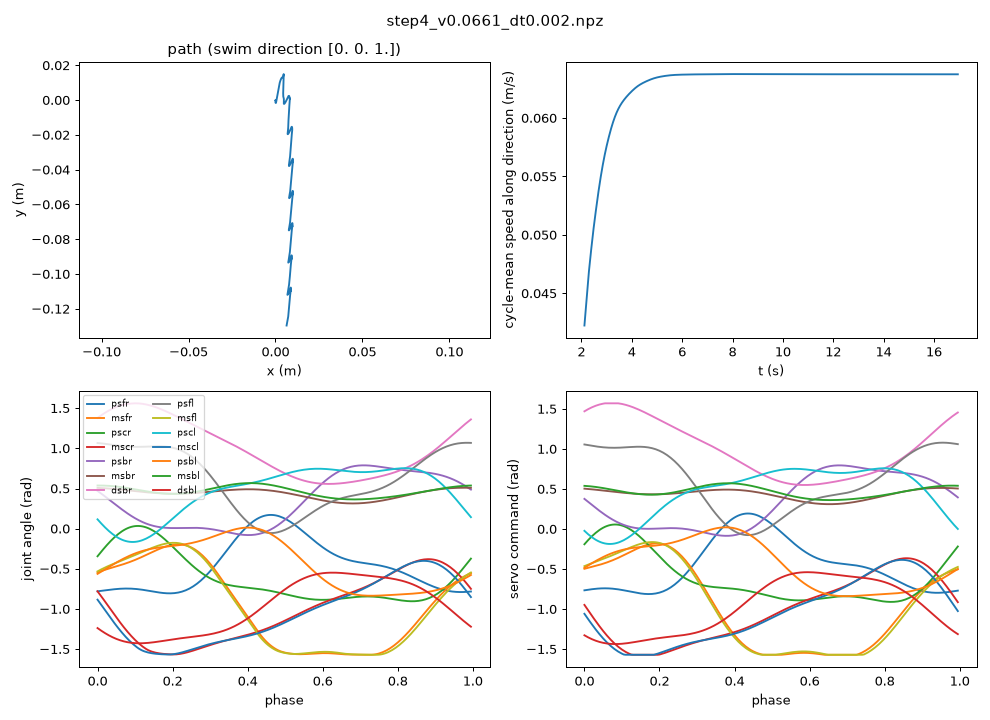 step4_v0.0661_dt0.002.npz
path (swim direction [0. 0. 1.])
0.02
0.00
−0.02
−0.04
−0.06
−0.08
−0.10
−0.12
y (m)
−0.10
−0.05
0.00
0.05
0.10
x (m)
cycle-mean speed along direction (m/s)
0.060
0.055
0.050
0.045
2
4
6
8
10
12
14
16
t (s)
joint angle (rad)
1.5
1.0
0.5
0.0
−0.5
−1.0
−1.5
psfr
msfr
pscr
mscr
psbr
msbr
dsbr
psfl
msfl
pscl
mscl
psbl
msbl
dsbl
0.0
0.2
0.4
0.6
0.8
1.0
phase
servo command (rad)
1.5
1.0
0.5
0.0
−0.5
−1.0
−1.5
0.0
0.2
0.4
0.6
0.8
1.0
phase